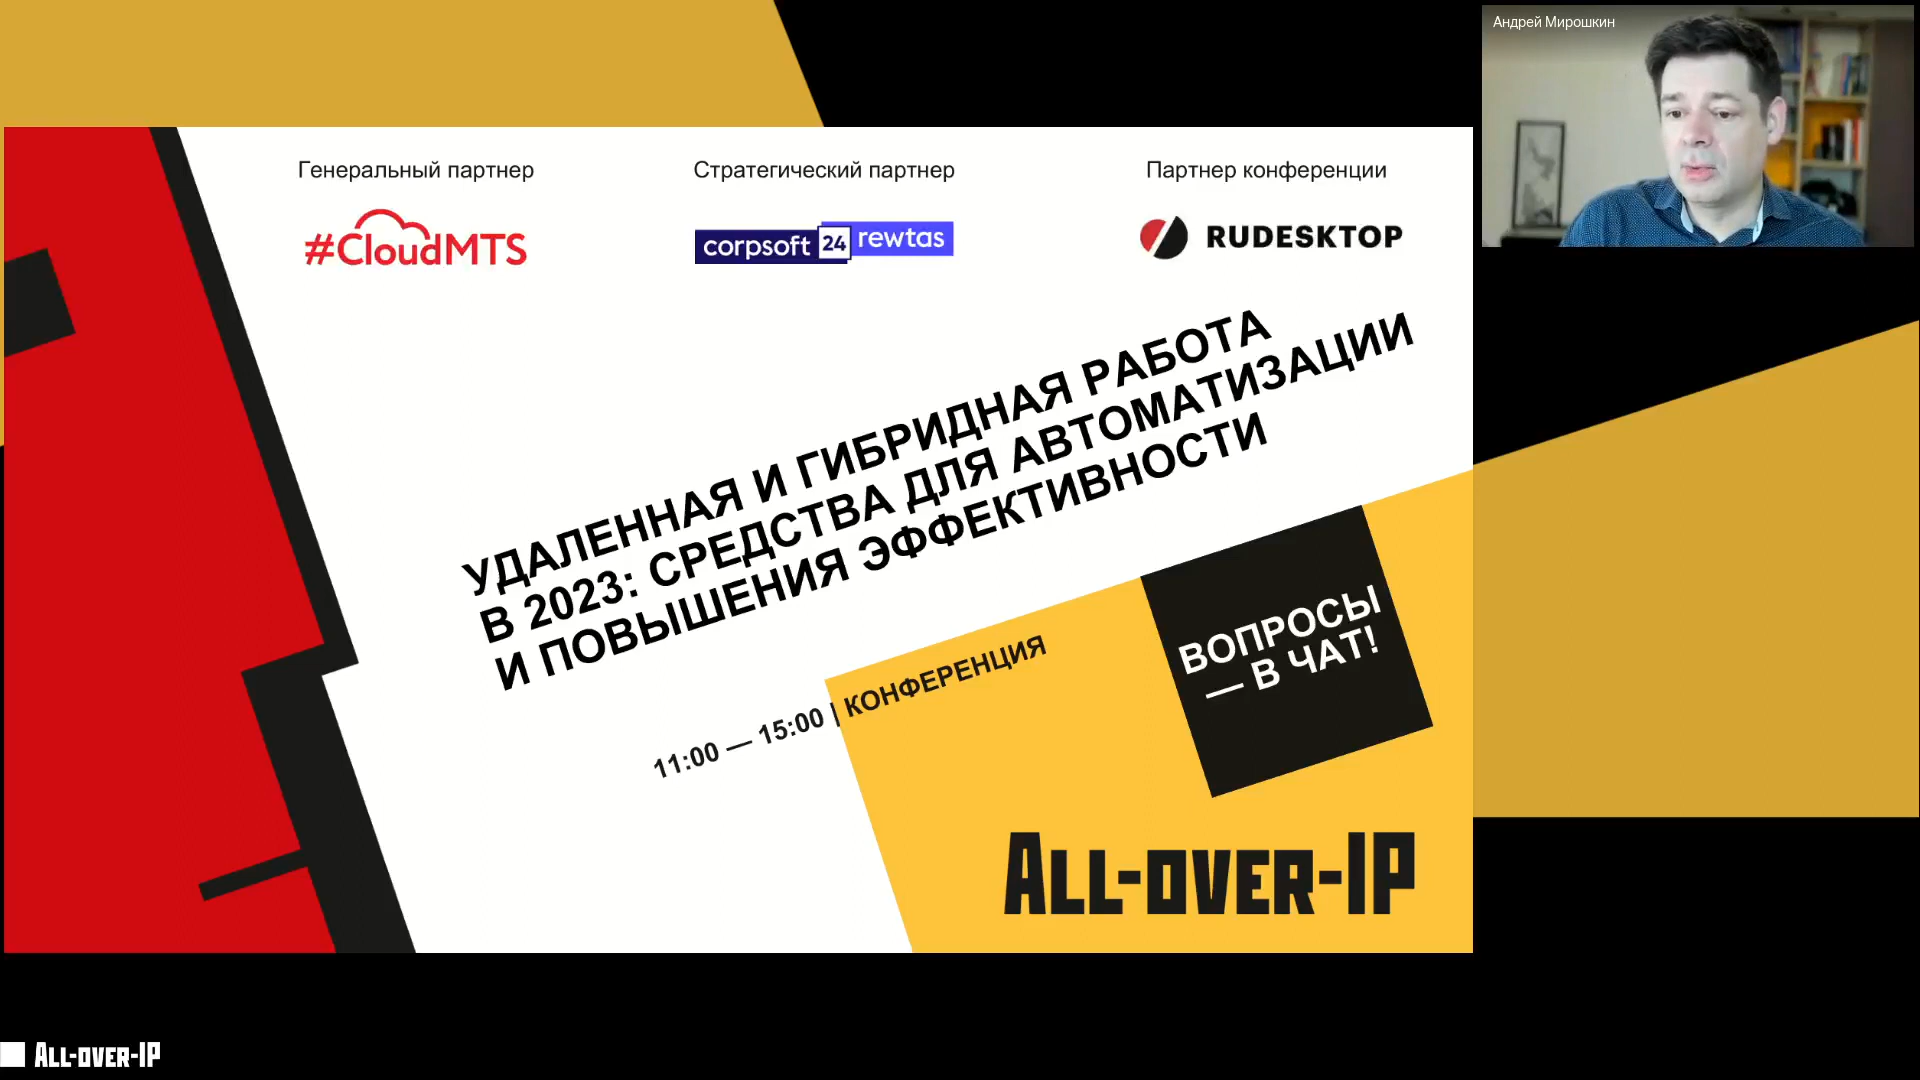 Андрей Мирошкин
Генеральный партнер
Стратегический партнер
Партнер конференции
#CloudMTS
corpsoft 24 rewtas
RUDESKTOP
УДАЛЕННАЯ И ГИБРИДНАЯ РАБОТА
В 2023: СРЕДСТВА ДЛЯ АВТОМАТИЗАЦИИ
И ПОВЫШЕНИЯ ЭФФЕКТИВНОСТИ
11:00 — 15:00 | КОНФЕРЕНЦИЯ
ВОПРОСЫ
— В ЧАТ!
ALL-OVER-IP
ALL-OVER-IP